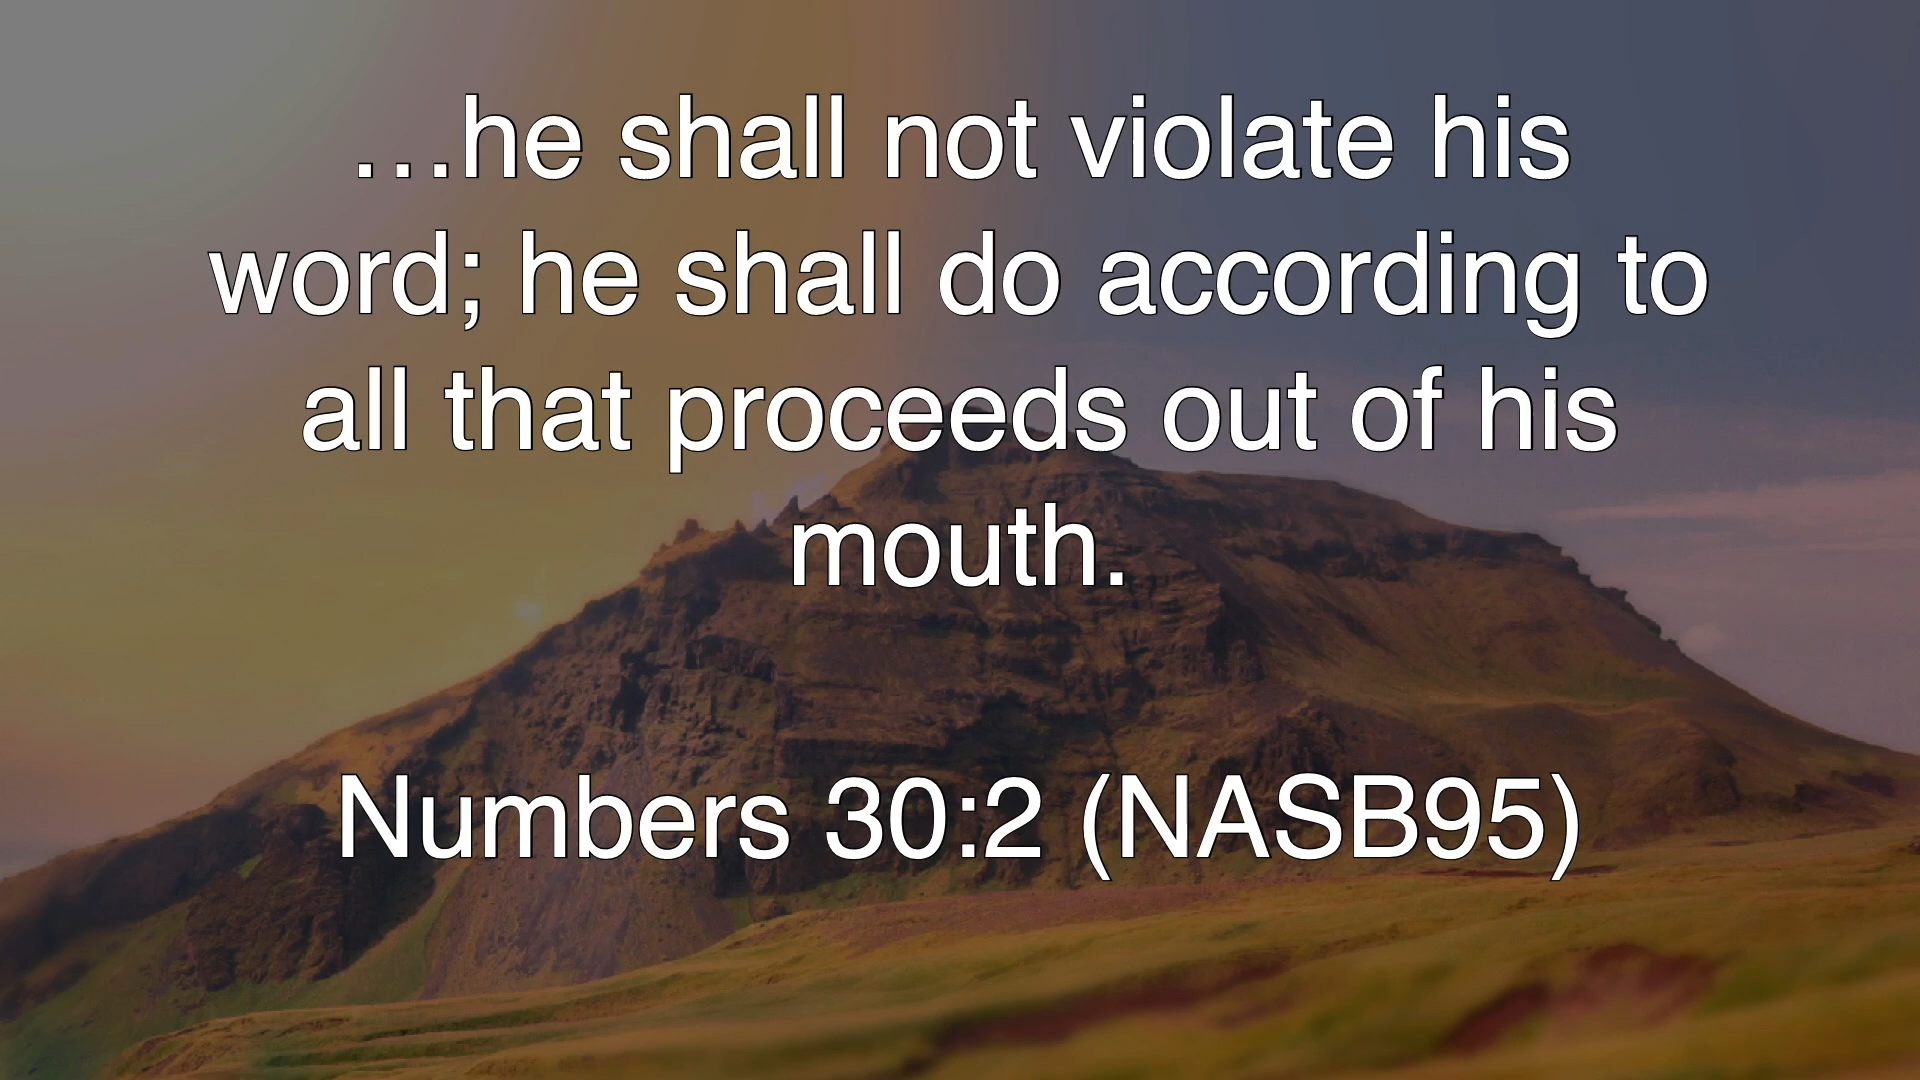 …he shall not violate his
word; he shall do according to
all that proceeds out of his
mouth.
Numbers 30:2 (NASB95)